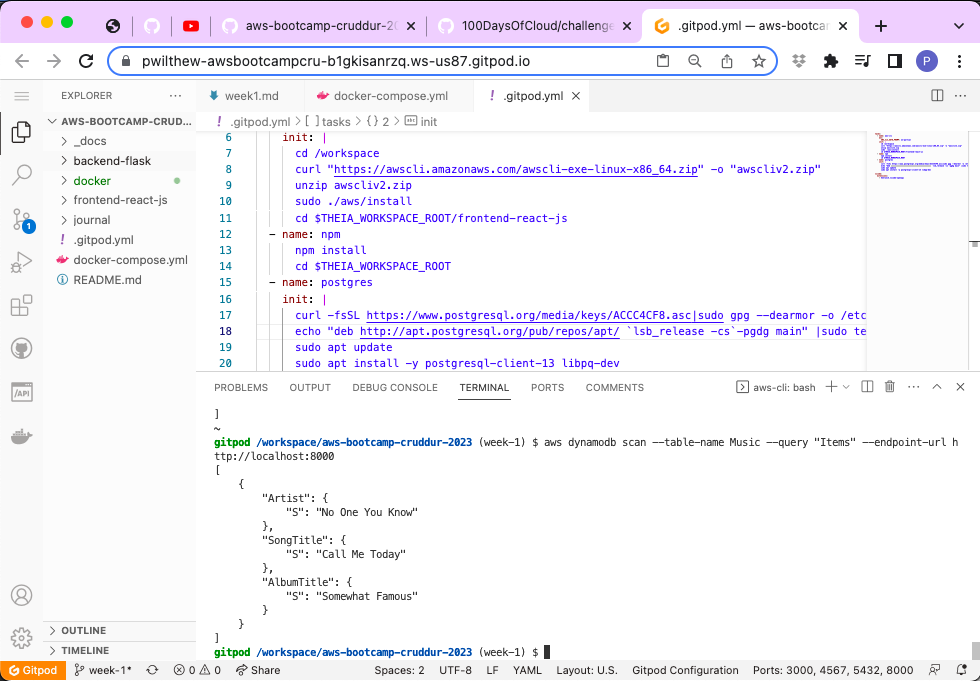 aws-bootcamp-cruddur-20
100DaysOfCloud/challenge
.gitpod.yml — aws-bootcar
pwilthew-awsbootcampcru-b1gkisanrzq.ws-us87.gitpod.io
P
EXPLORER
week1.md
docker-compose.yml
! .gitpod.yml
AWS-BOOTCAMP-CRUD...
! .gitpod.yml > [ ] tasks > {} 2 > init
_docs
backend-flask
docker
frontend-react-js
journal
! .gitpod.yml
docker-compose.yml
README.md
1
API
6 init: |
7 cd /workspace
8 curl "https://awscli.amazonaws.com/awscli-exe-linux-x86_64.zip" -o "awscliv2.zip"
9 unzip awscliv2.zip
10 sudo ./aws/install
11 cd $THEIA_WORKSPACE_ROOT/frontend-react-js
12 - name: npm
13 npm install
14 cd $THEIA_WORKSPACE_ROOT
15 - name: postgres
16 init: |
17 curl -fsSL https://www.postgresql.org/media/keys/ACCC4CF8.asc|sudo gpg --dearmor -o /etc
18 echo "deb http://apt.postgresql.org/pub/repos/apt/ `lsb_release -cs`-pgdg main" |sudo te
19 sudo apt update
20 sudo apt install -y postgresql-client-13 libpq-dev
PROBLEMS OUTPUT DEBUG CONSOLE TERMINAL PORTS COMMENTS
aws-cli: bash
]
~
gitpod /workspace/aws-bootcamp-cruddur-2023 (week-1) $ aws dynamodb scan --table-name Music --query "Items" --endpoint-url h
ttp://localhost:8000
[
{
"Artist": {
"S": "No One You Know"
},
"SongTitle": {
"S": "Call Me Today"
},
"AlbumTitle": {
"S": "Somewhat Famous"
}
}
]
gitpod /workspace/aws-bootcamp-cruddur-2023 (week-1) $
OUTLINE
TIMELINE
Gitpod week-1* 0 0 Share Spaces: 2 UTF-8 LF YAML Layout: U.S. Gitpod Configuration Ports: 3000, 4567, 5432, 8000